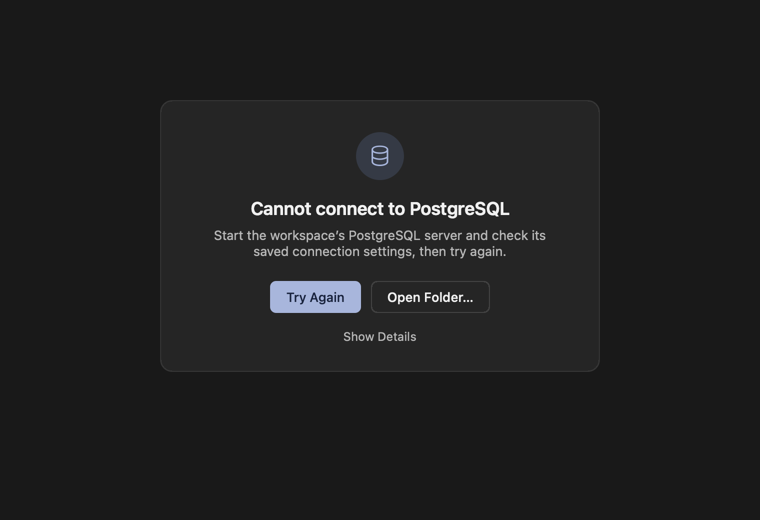 Cannot connect to PostgreSQL
Start the workspace’s PostgreSQL server and check its
saved connection settings, then try again.
Try Again
Open Folder...
Show Details